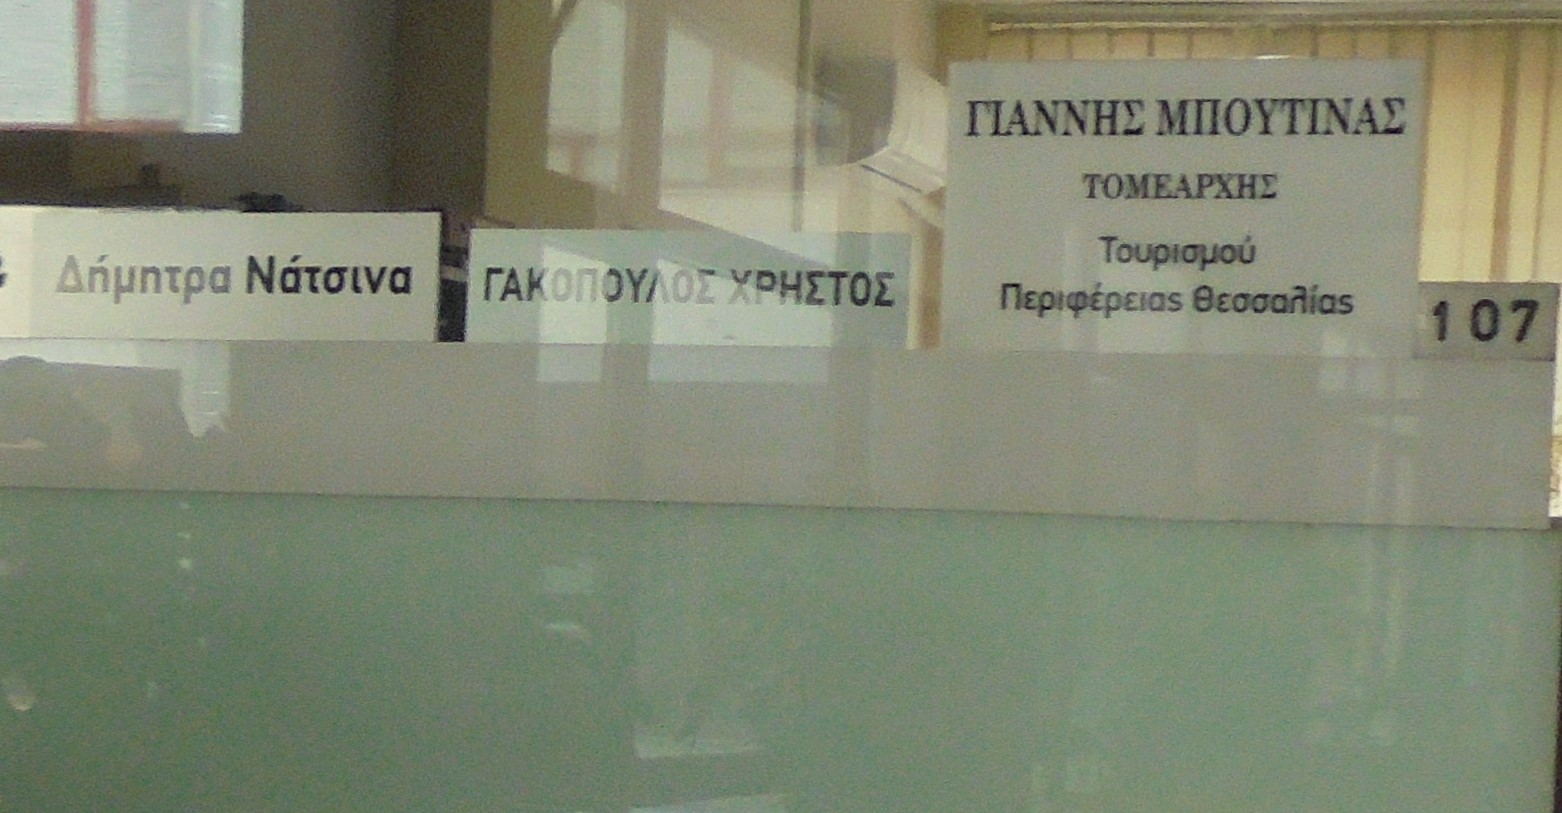 Δήμητρα Νάτσινα
ΓΑΚΟΠΟΥΛΟΣ ΧΡΗΣΤΟΣ
ΓΙΑΝΝΗΣ ΜΠΟΥΤΙΝΑΣ
ΤΟΜΕΑΡΧΗΣ
Τουρισμού
Περιφέρειας Θεσσαλίας
107